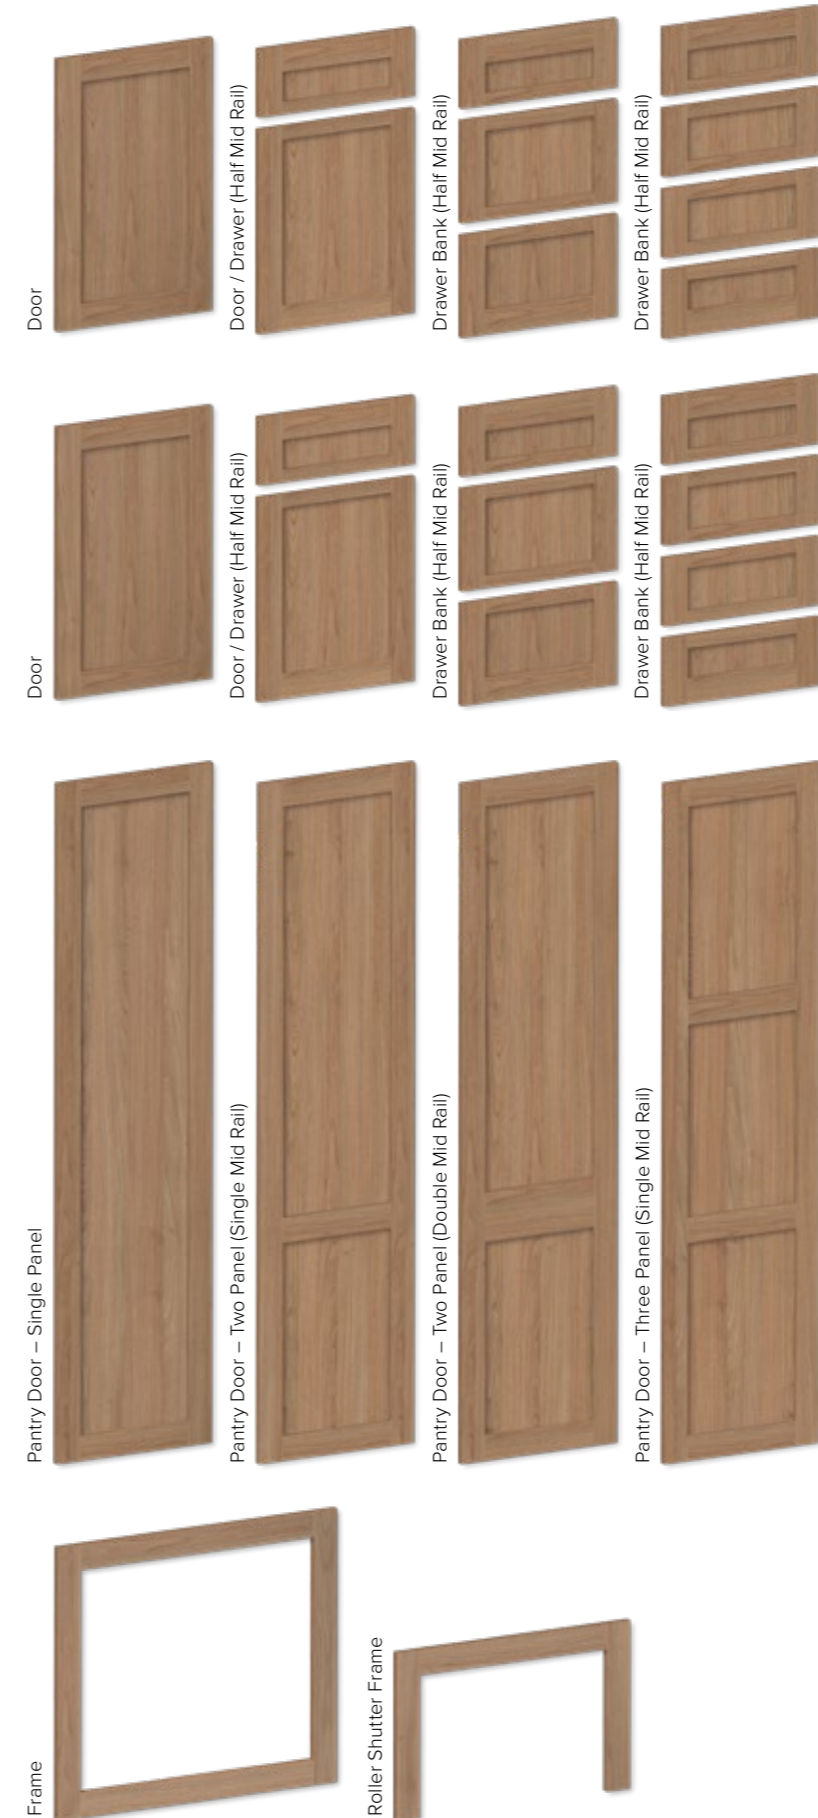 Door
Door / Drawer (Half Mid Rail)
Drawer Bank (Half Mid Rail)
Drawer Bank (Half Mid Rail)
Door
Door / Drawer (Half Mid Rail)
Drawer Bank (Half Mid Rail)
Drawer Bank (Half Mid Rail)
Pantry Door – Single Panel
Pantry Door – Two Panel (Single Mid Rail)
Pantry Door – Two Panel (Double Mid Rail)
Pantry Door – Three Panel (Single Mid Rail)
Frame
Roller Shutter Frame